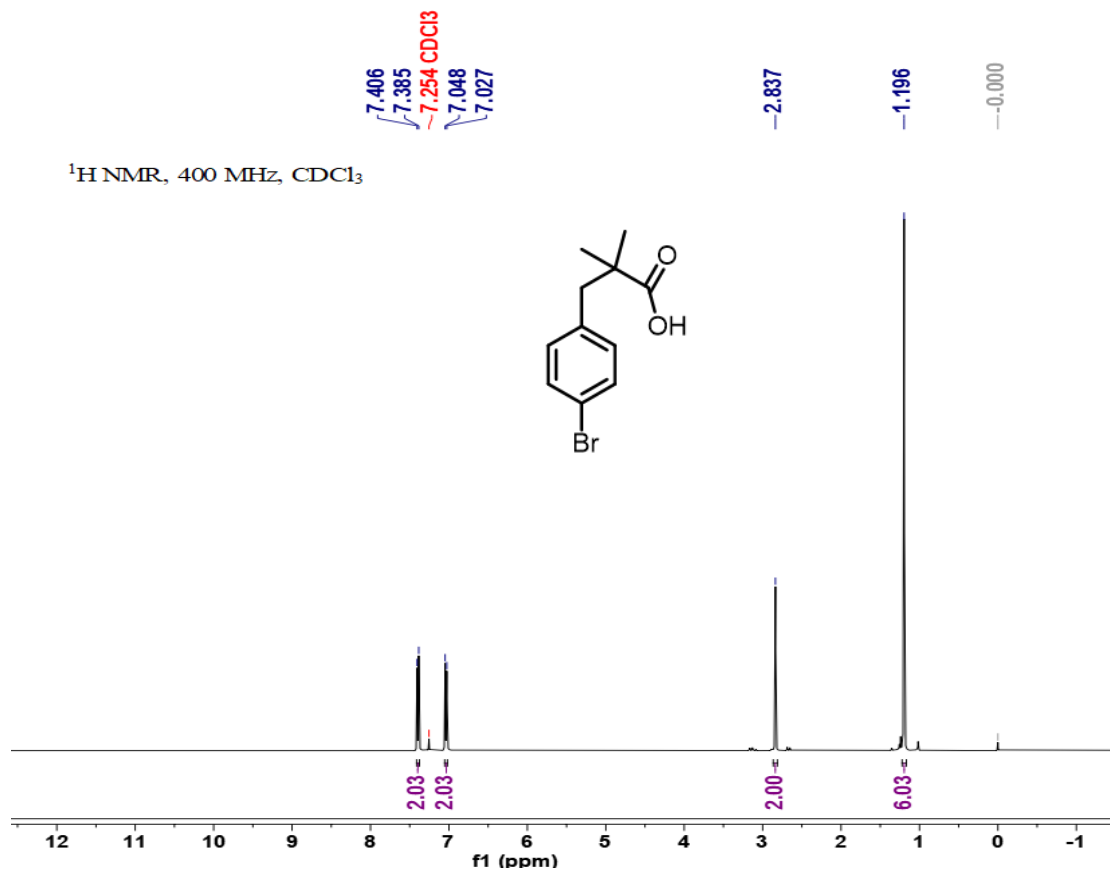 7.406
7.385
7.254 CDCl3
7.048
7.027
2.837
1.196
-0.000
¹H NMR, 400 MHz, CDCl₃
O
OH
Br
2.03
2.03
2.00
6.03
12 11 10 9 8 7 6 5 4 3 2 1 0 -1
f1 (ppm)